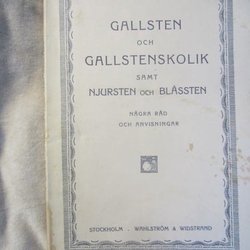 GALLSTEN
OCH
GALLSTENSKOLIK
SAMT
NJURSTEN OCH BLÅSSTEN
NÅGRA RÅD
OCH ANVISNINGAR
STOCKHOLM . WAHLSTRÖM & WIDSTRAND